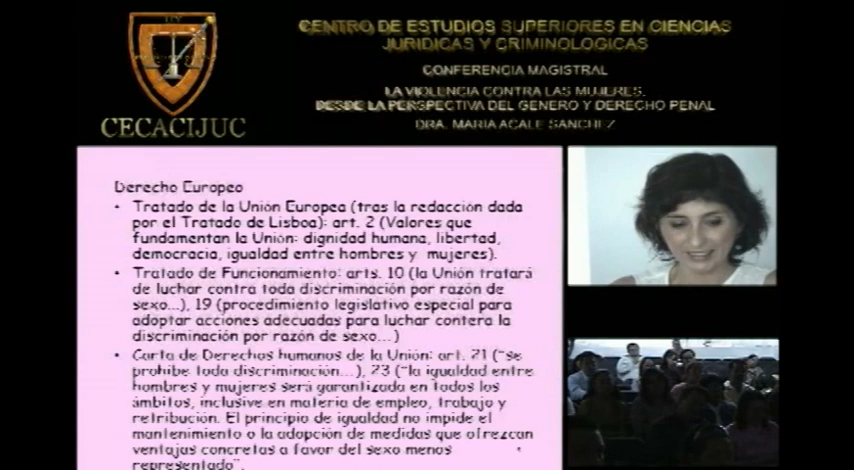 CENTRO DE ESTUDIOS SUPERIORES EN CIENCIAS
JURIDICAS Y CRIMINOLOGICAS
CONFERENCIA MAGISTRAL
LA VIOLENCIA CONTRA LAS MUJERES.
DESDE LA PERSPECTIVA DEL GENERO Y DERECHO PENAL
DRA. MARIA ACALE SANCHEZ
CECACIJUC
Derecho Europeo
• Tratado de la Unión Europea (tras la redacción dada
por el Tratado de Lisboa): art. 2 (Valores que
fundamentan la Unión: dignidad humana, libertad,
democracia, igualdad entre hombres y mujeres).
• Tratado de Funcionamiento: arts. 10 (la Unión tratará
de luchar contra toda discriminación por razón de
sexo...), 19 (procedimiento legislativo especial para
adoptar acciones adecuadas para luchar contera la
discriminación por razón de sexo...)
• Carta de Derechos humanos de la Unión: art. 21 ("se
prohibe toda discriminación...), 23 ("la igualdad entre
hombres y mujeres será garantizada en todos los
ámbitos, inclusive en materia de empleo, trabajo y
retribución. El principio de igualdad no impide el
mantenimiento o la adopción de medidas que ofrezcan
ventajas concretas a favor del sexo menos
representado".